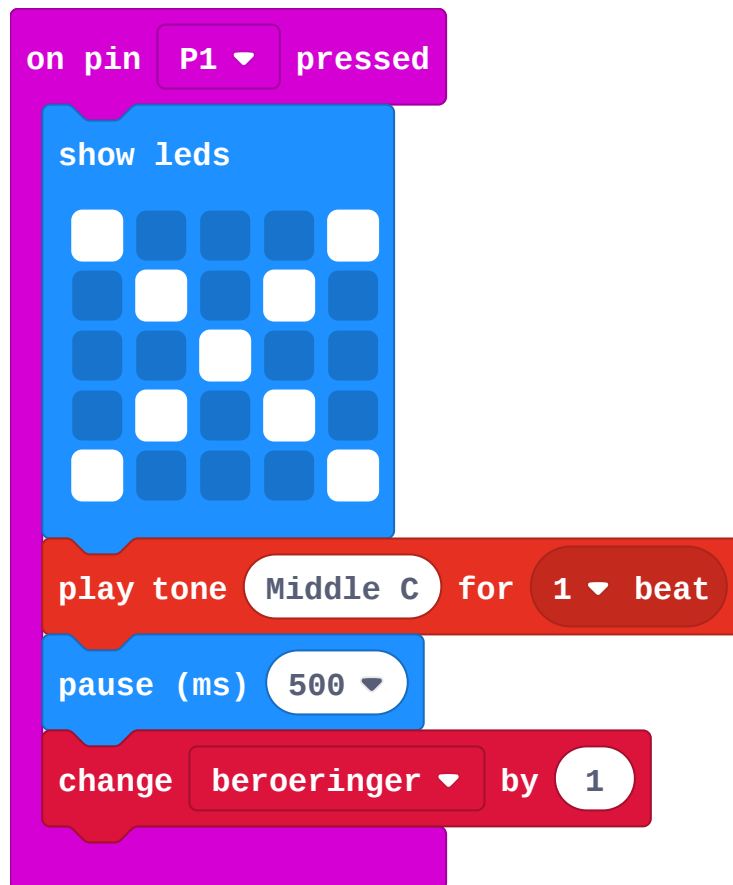 on pin P1 pressed
show leds
play tone Middle C for 1 beat
pause (ms) 500
change beroeringer by 1